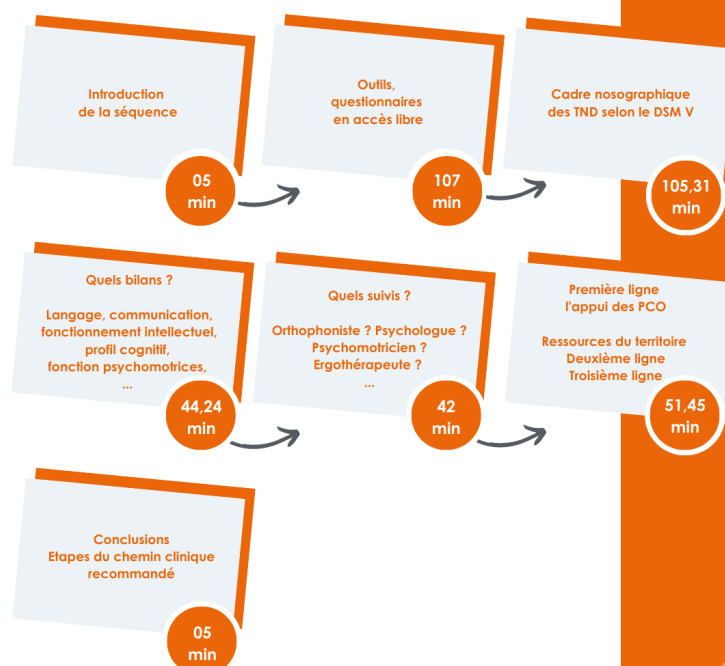 Introduction
de la séquence
05
min
Outils,
questionnaires
en accès libre
107
min
Cadre nosographique
des TND selon le DSM V
105,31
min
Quels bilans ?
Langage, communication,
fonctionnement intellectuel,
profil cognitif,
fonction psychomotrices,
...
44,24
min
Quels suivis ?
Orthophoniste ? Psychologue ?
Psychomotricien ?
Ergothérapeute ?
...
42
min
Première ligne
l'appui des PCO
Ressources du territoire
Deuxième ligne
Troisième ligne
51,45
min
Conclusions
Etapes du chemin clinique
recommandé
05
min